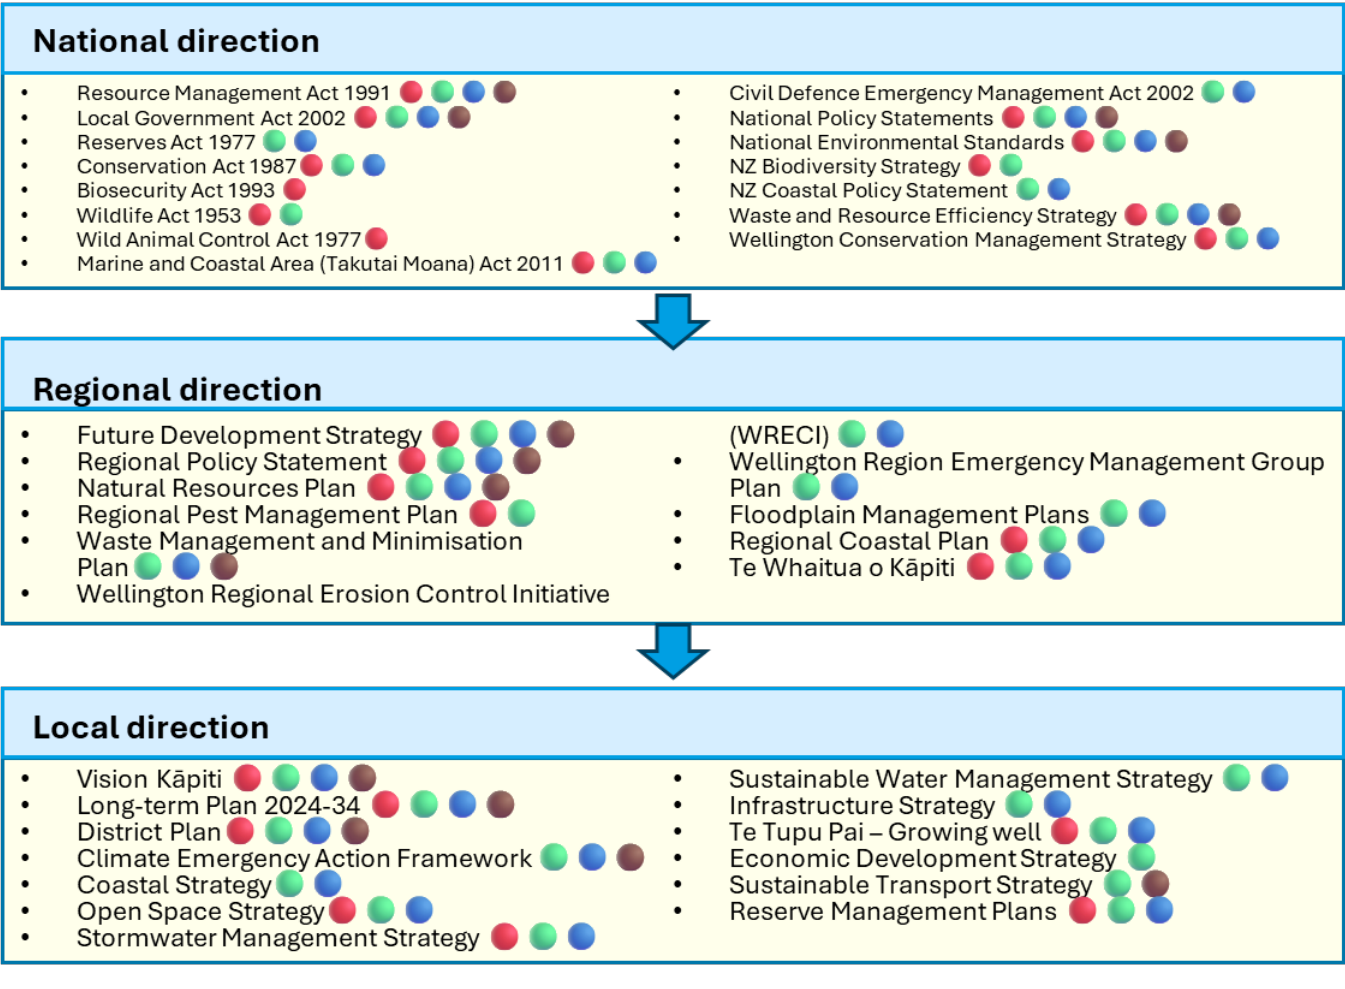 National direction
• Resource Management Act 1991
• Local Government Act 2002
• Reserves Act 1977
• Conservation Act 1987
• Biosecurity Act 1993
• Wildlife Act 1953
• Wild Animal Control Act 1977
• Marine and Coastal Area (Takutai Moana) Act 2011
• Civil Defence Emergency Management Act 2002
• National Policy Statements
• National Environmental Standards
• NZ Biodiversity Strategy
• NZ Coastal Policy Statement
• Waste and Resource Efficiency Strategy
• Wellington Conservation Management Strategy
Regional direction
• Future Development Strategy
• Regional Policy Statement
• Natural Resources Plan
• Regional Pest Management Plan
• Waste Management and Minimisation
Plan
• Wellington Regional Erosion Control Initiative
(WRECI)
• Wellington Region Emergency Management Group
Plan
• Floodplain Management Plans
• Regional Coastal Plan
• Te Whaitua o Kāpiti
Local direction
• Vision Kāpiti
• Long-term Plan 2024-34
• District Plan
• Climate Emergency Action Framework
• Coastal Strategy
• Open Space Strategy
• Stormwater Management Strategy
• Sustainable Water Management Strategy
• Infrastructure Strategy
• Te Tupu Pai – Growing well
• Economic Development Strategy
• Sustainable Transport Strategy
• Reserve Management Plans